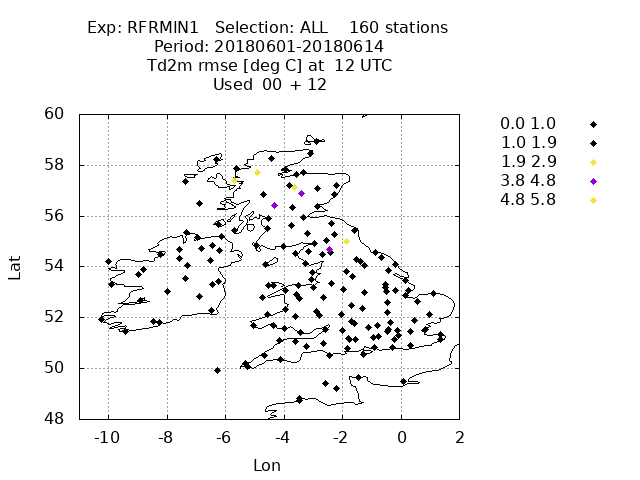 Exp: RFRMIN1 Selection: ALL 160 stations
Period: 20180601-20180614
Td2m rmse [deg C] at 12 UTC
Used 00 + 12
60
58
56
54
52
50
48
Lat
-10 -8 -6 -4 -2 0 2
Lon
0.0 1.0
1.0 1.9
1.9 2.9
3.8 4.8
4.8 5.8